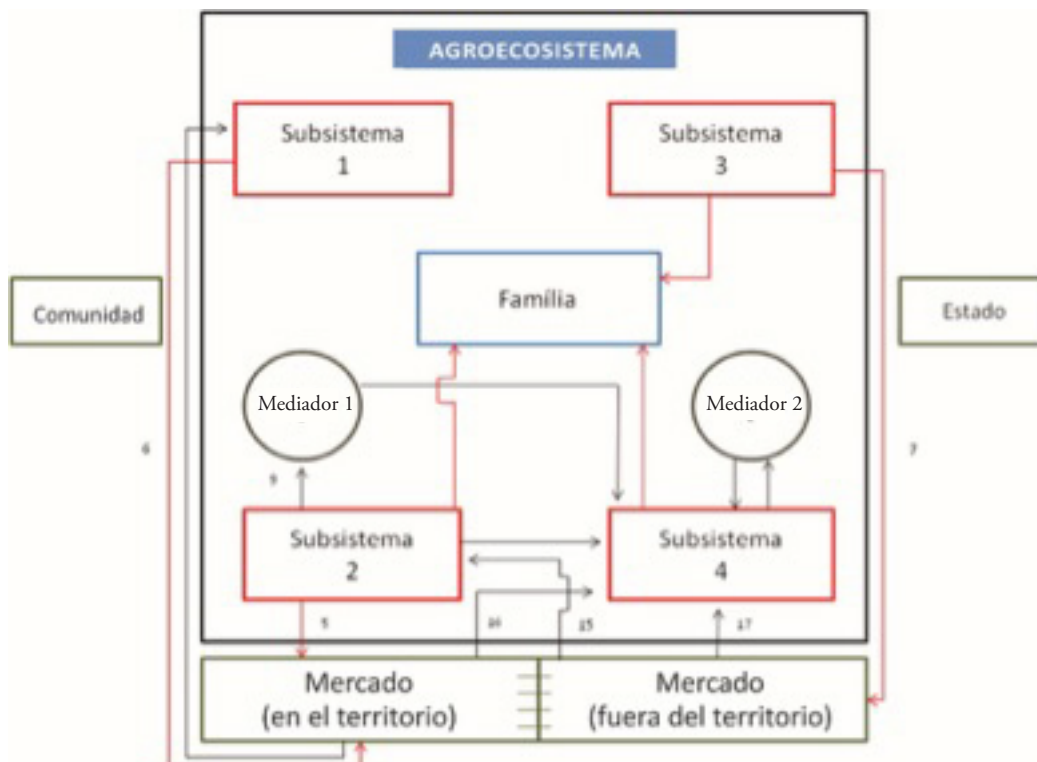 AGROECOSISTEMA
Subsistema
1
Subsistema
3
Família
Comunidad
Estado
Mediador 1
Mediador 2
6
7
9
Subsistema
2
Subsistema
4
5
16
15
17
Mercado
(en el territorio)
Mercado
(fuera del territorio)